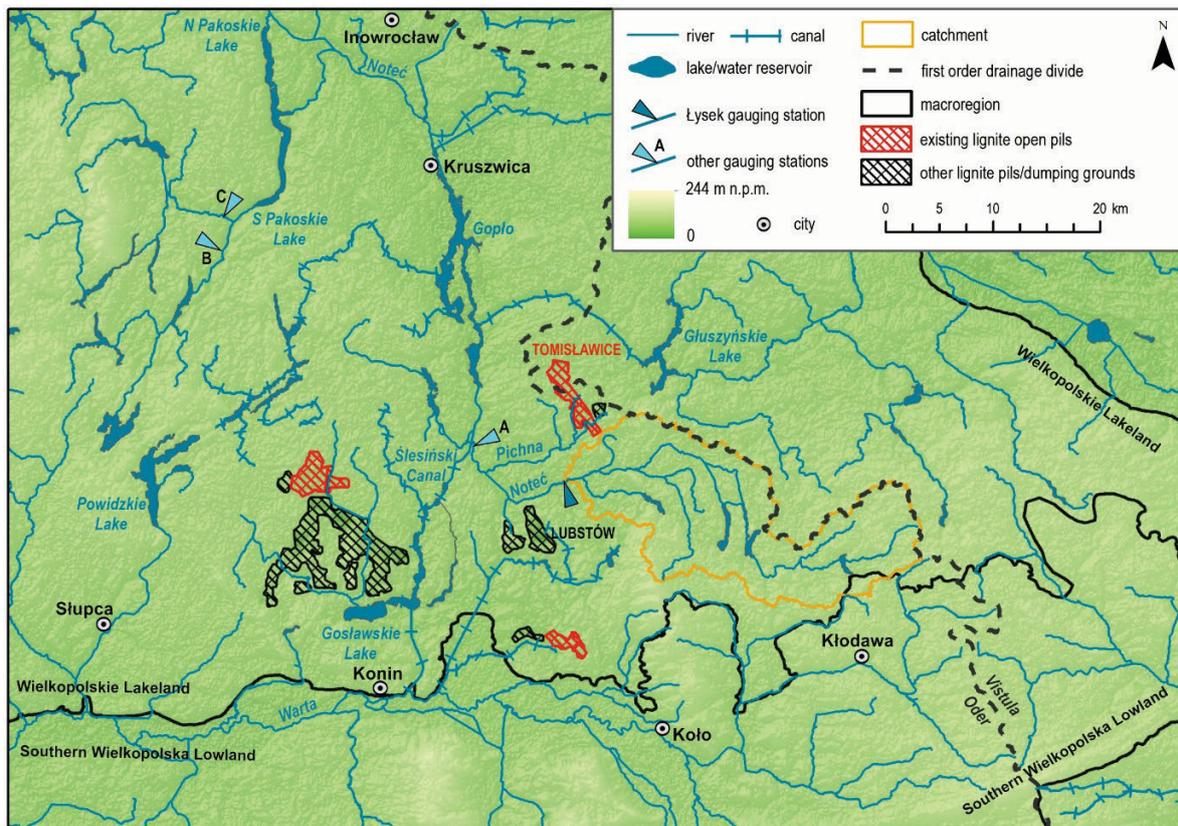 N Pakoskie
Lake
Inowrocław
Noteć
Kruszwica
C
S Pakoskie
Lake
B
Gopło
TOMISŁAWICE
Głuszyńskie
Lake
Wielkopolskie Lakeland
A
Pichna
Ślesiński
Canal
Noteć
Powidzkie
Lake
LUBSTÓW
Słupca
Gosławskie
Lake
Kłodawa
Konin
Wielkopolskie Lakeland
Warta
Vistula
Oder
Koło
Southern Wielkopolska Lowland
Southern Wielkopolska Lowland
river
canal
lake/water reservoir
Łysek gauging station
A
other gauging stations
244 m n.p.m.
0
city
catchment
first order drainage divide
macroregion
existing lignite open pils
other lignite pils/dumping grounds
0 5 10 20 km
N